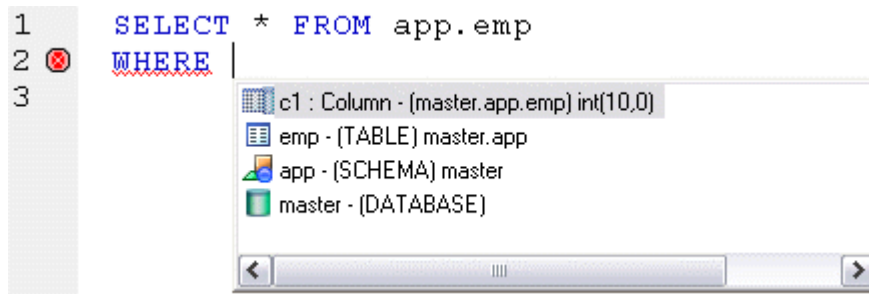 1 SELECT * FROM app.emp
2 WHERE
3
c1 : Column - (master.app.emp) int(10,0)
emp - (TABLE) master.app
app - (SCHEMA) master
master - (DATABASE)